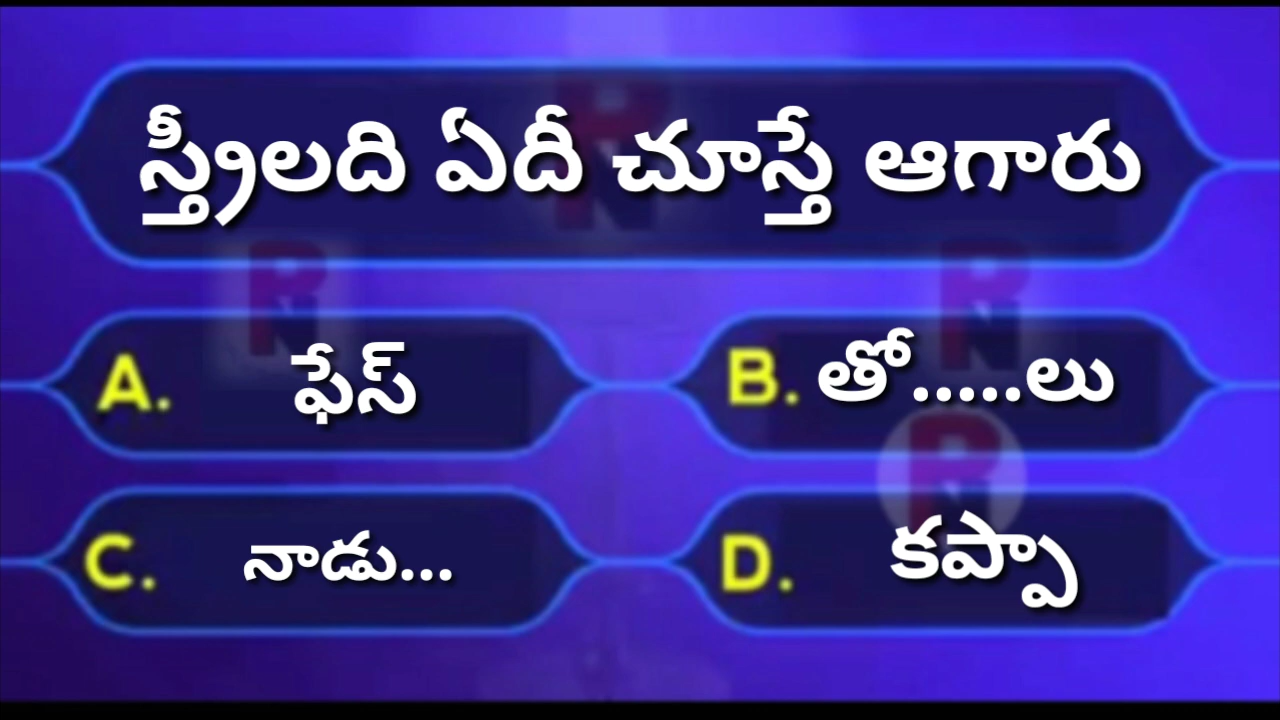 స్త్రీలది ఏదీ చూస్తే ఆగారు
A. ఫేస్
B. తో.....లు
C. నాడు...
D. కప్పా